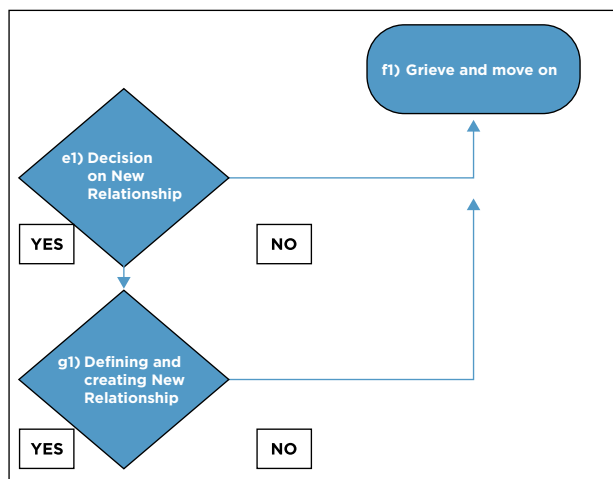 f1) Grieve and move on
e1) Decision
on New
Relationship
YES
NO
g1) Defining and
creating New
Relationship
YES
NO